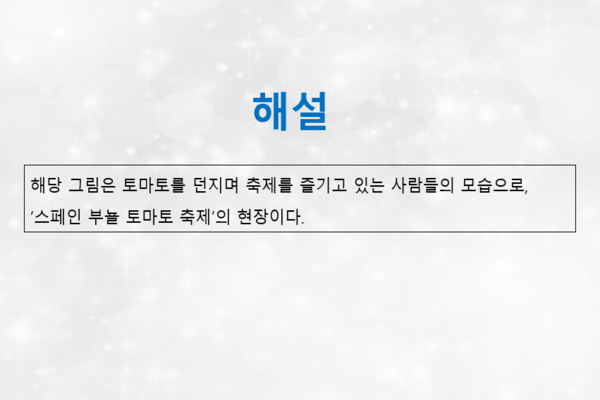 해설
해당 그림은 토마토를 던지며 축제를 즐기고 있는 사람들의 모습으로,
‘스페인 부뇰 토마토 축제’의 현장이다.